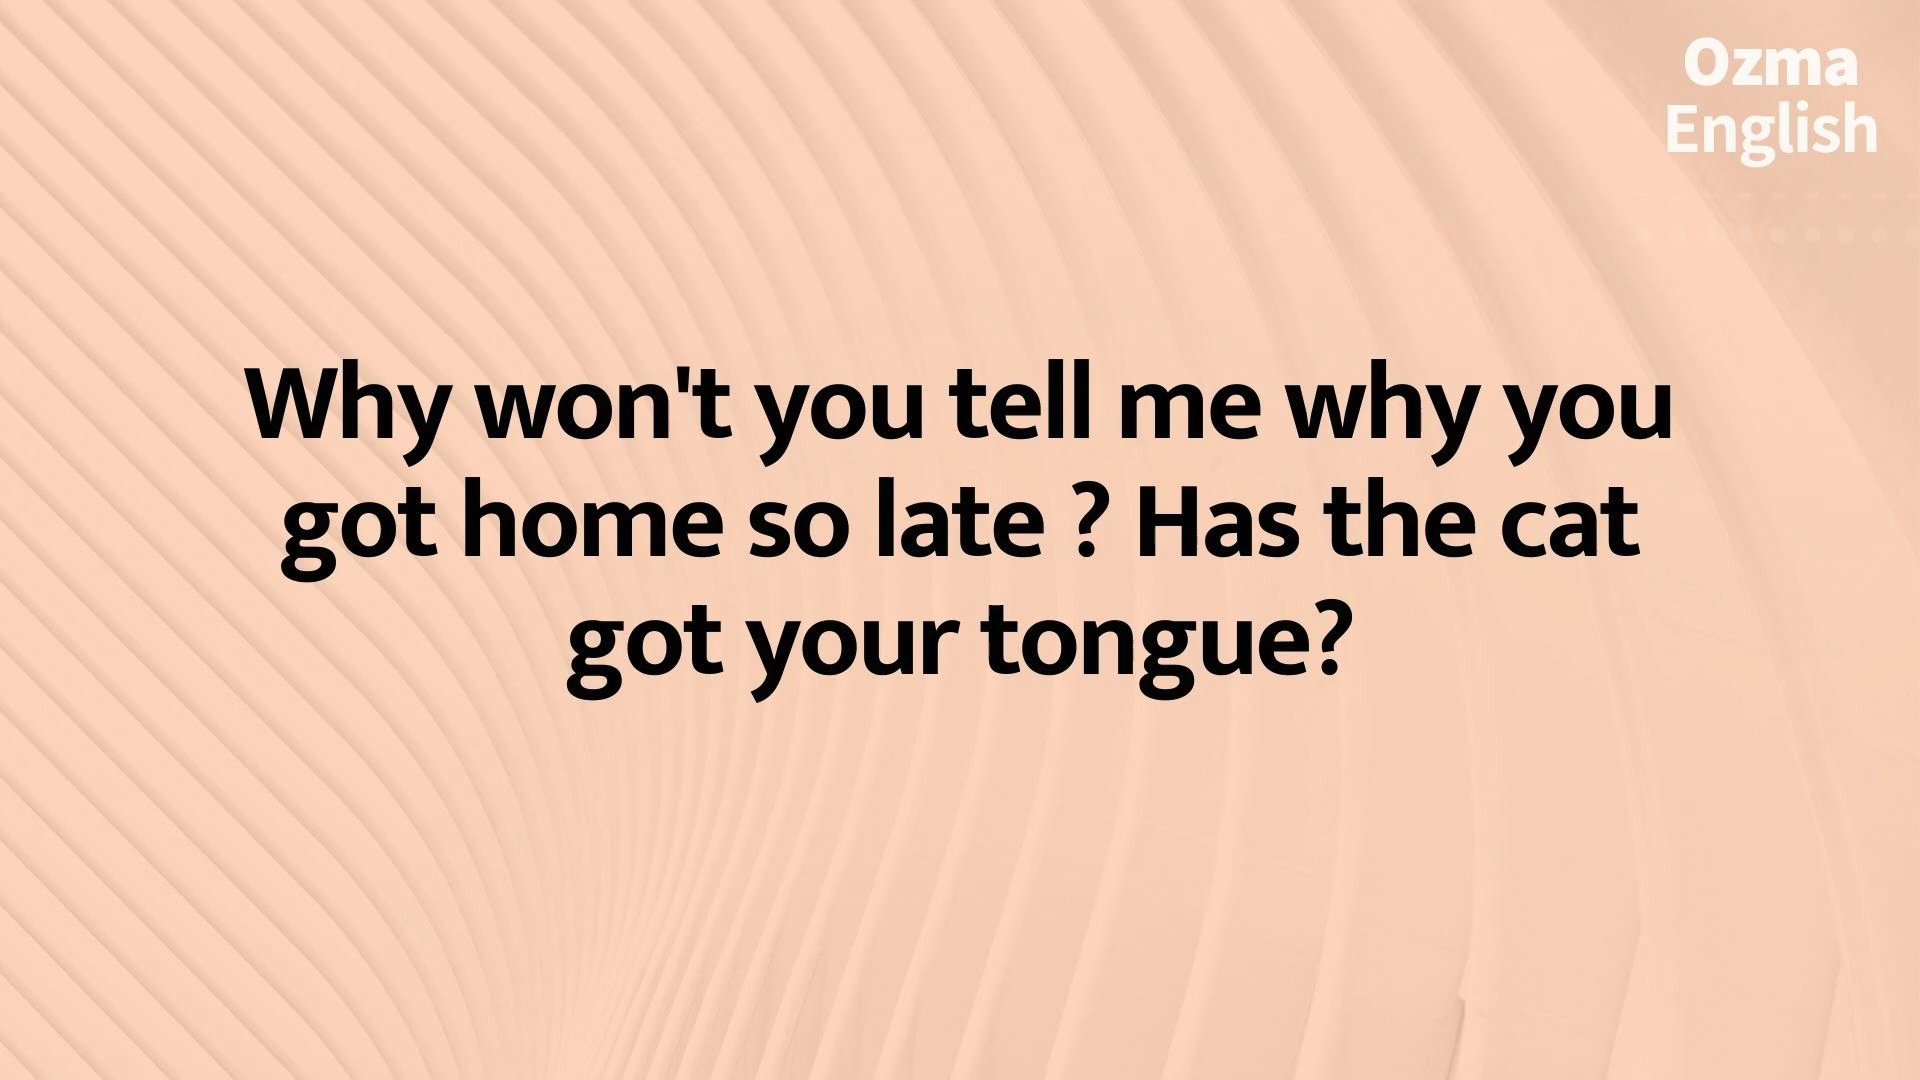 Ozma
English
Why won't you tell me why you
got home so late ? Has the cat
got your tongue?